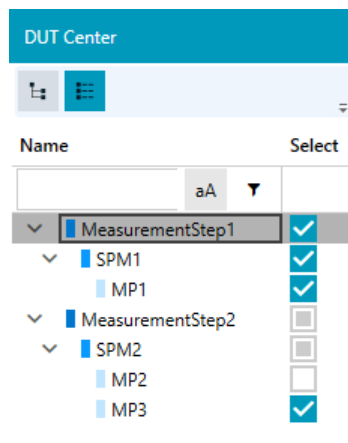 DUT Center
Name Select
aA
MeasurementStep1
SPM1
MP1
MeasurementStep2
SPM2
MP2
MP3